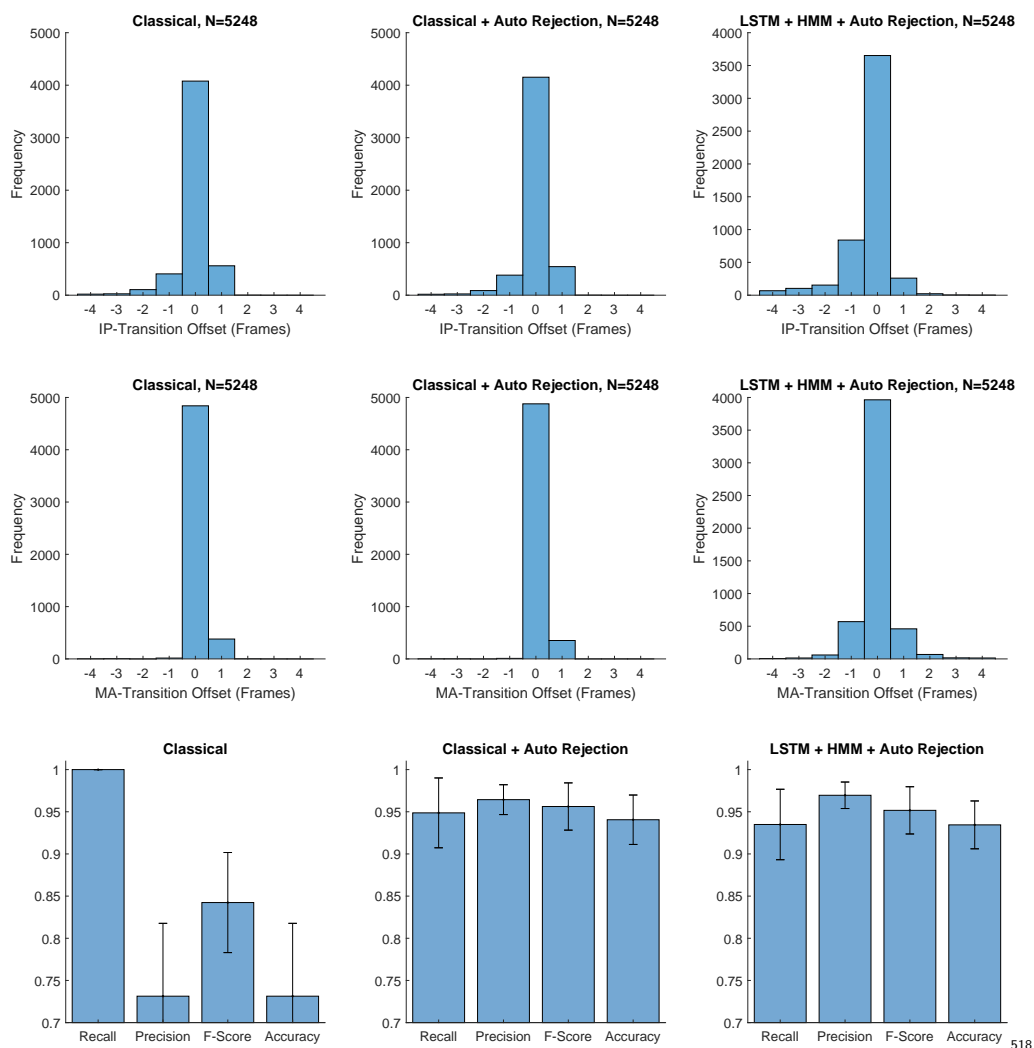 Classical, N=5248
Classical + Auto Rejection, N=5248
LSTM + HMM + Auto Rejection, N=5248
5000
4000
3000
2000
1000
0
Frequency
-4 -3 -2 -1 0 1 2 3 4
IP-Transition Offset (Frames)
5000
4000
3000
2000
1000
0
Frequency
-4 -3 -2 -1 0 1 2 3 4
IP-Transition Offset (Frames)
4000
3500
3000
2500
2000
1500
1000
500
0
Frequency
-4 -3 -2 -1 0 1 2 3 4
IP-Transition Offset (Frames)
Classical, N=5248
Classical + Auto Rejection, N=5248
LSTM + HMM + Auto Rejection, N=5248
5000
4000
3000
2000
1000
0
Frequency
-4 -3 -2 -1 0 1 2 3 4
MA-Transition Offset (Frames)
5000
4000
3000
2000
1000
0
Frequency
-4 -3 -2 -1 0 1 2 3 4
MA-Transition Offset (Frames)
4000
3500
3000
2500
2000
1500
1000
500
0
Frequency
-4 -3 -2 -1 0 1 2 3 4
MA-Transition Offset (Frames)
Classical
Classical + Auto Rejection
LSTM + HMM + Auto Rejection
1
0.95
0.9
0.85
0.8
0.75
0.7
Recall Precision F-Score Accuracy
1
0.95
0.9
0.85
0.8
0.75
0.7
Recall Precision F-Score Accuracy
1
0.95
0.9
0.85
0.8
0.75
0.7
Recall Precision F-Score Accuracy
518